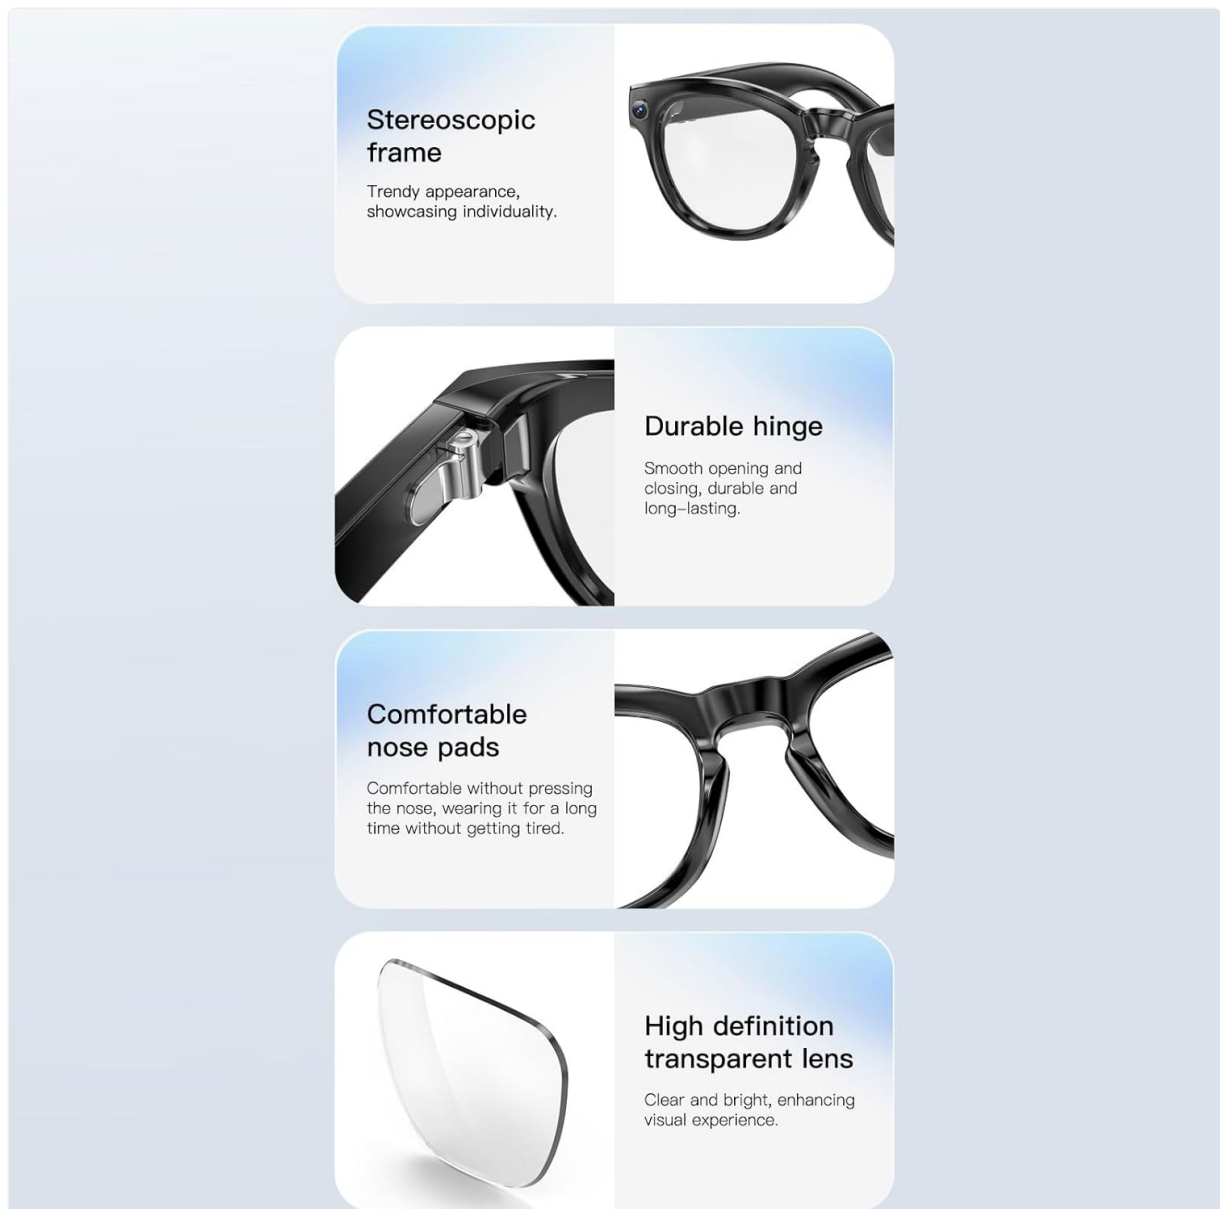 Stereoscopic
frame
Trendy appearance,
showcasing individuality.
Durable hinge
Smooth opening and
closing, durable and
long-lasting.
Comfortable
nose pads
Comfortable without pressing
the nose, wearing it for a long
time without getting tired.
High definition
transparent lens
Clear and bright, enhancing
visual experience.